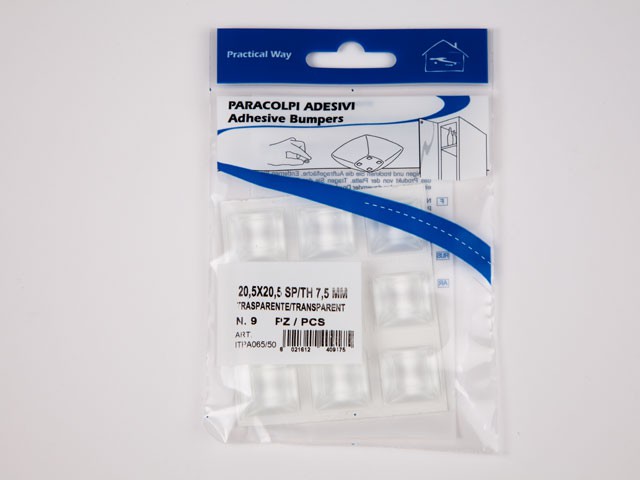 Practical Way
PARACOLPI ADESIVI
Adhesive Bumpers
20,5X20,5 SP/TH 7,5 MM
TRASPARENTE/TRANSPARENT
N. 9 PZ / PCS
ART.
ITPA065/50
8 021612 409175